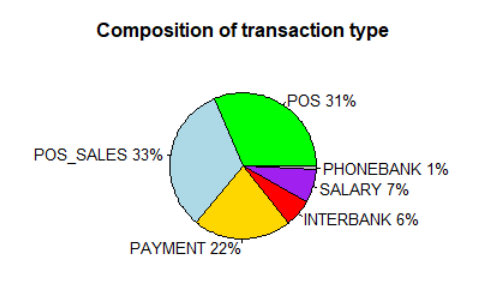 Composition of transaction type
POS 31%
POS_SALES 33%
PHONEBANK 1%
SALARY 7%
INTERBANK 6%
PAYMENT 22%